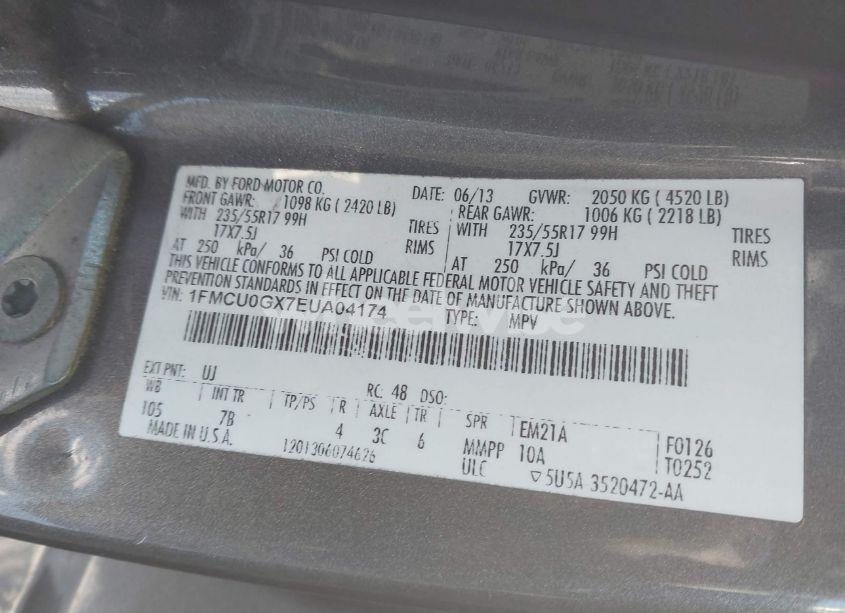 MFD. BY FORD MOTOR CO. DATE: 06/13 GVWR: 2050 KG ( 4520 LB)
FRONT GAWR: 1098 KG ( 2420 LB) REAR GAWR: 1006 KG ( 2218 LB)
WITH 235/55R17 99H TIRES WITH 235/55R17 99H TIRES
17X7.5J RIMS 17X7.5J RIMS
AT 250 kPa/ 36 PSI COLD AT 250 kPa/ 36 PSI COLD
THIS VEHICLE CONFORMS TO ALL APPLICABLE FEDERAL MOTOR VEHICLE SAFETY AND THEFT
PREVENTION STANDARDS IN EFFECT ON THE DATE OF MANUFACTURE SHOWN ABOVE.
VIN: 1FMCU0GX7EUA04174 TYPE: MPV
EXT PNT: UJ RC: 48 DSO:
WB INT TR TP/PS R AXLE TR SPR EM21A F0126
105 7B 4 3C 6 MMPP 10A T0252
MADE IN U.S.A. 1201306074626 ULC ▽5U5A 3520472-AA